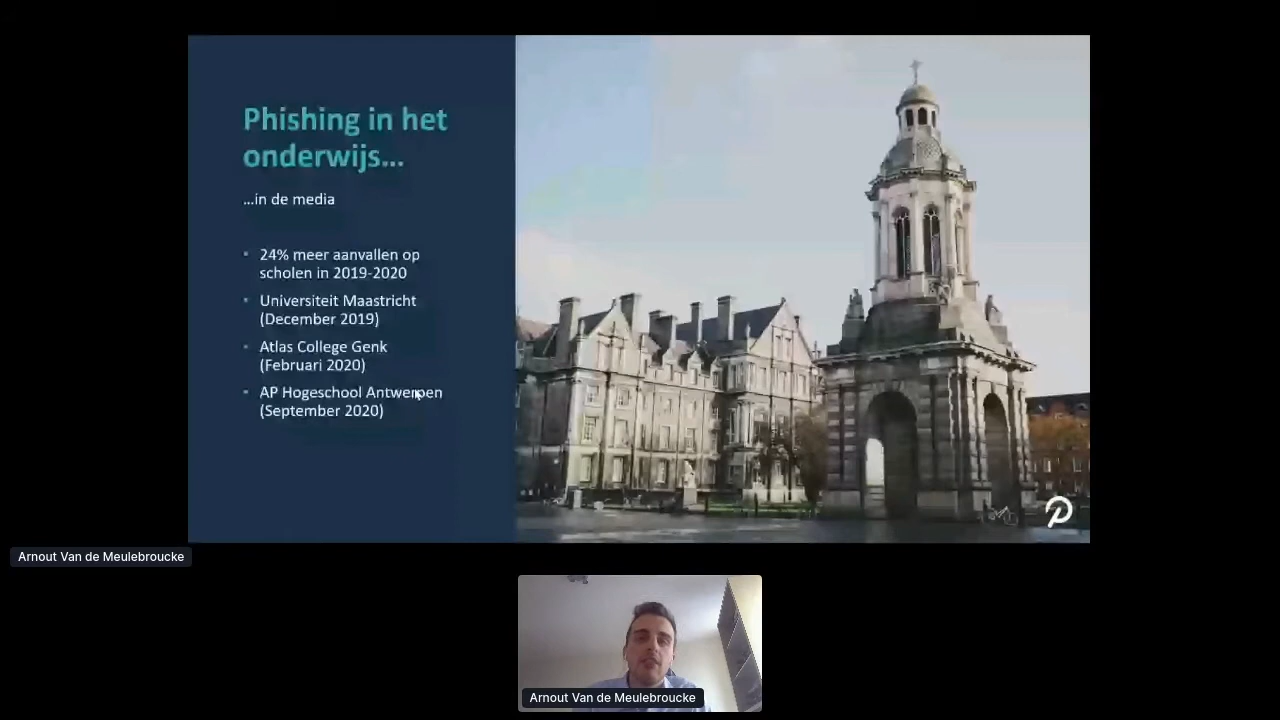 Phishing in het
onderwijs...
...in de media
24% meer aanvallen op
scholen in 2019-2020
Universiteit Maastricht
(December 2019)
Atlas College Genk
(Februari 2020)
AP Hogeschool Antwerpen
(September 2020)
Arnout Van de Meulebroucke
Arnout Van de Meulebroucke